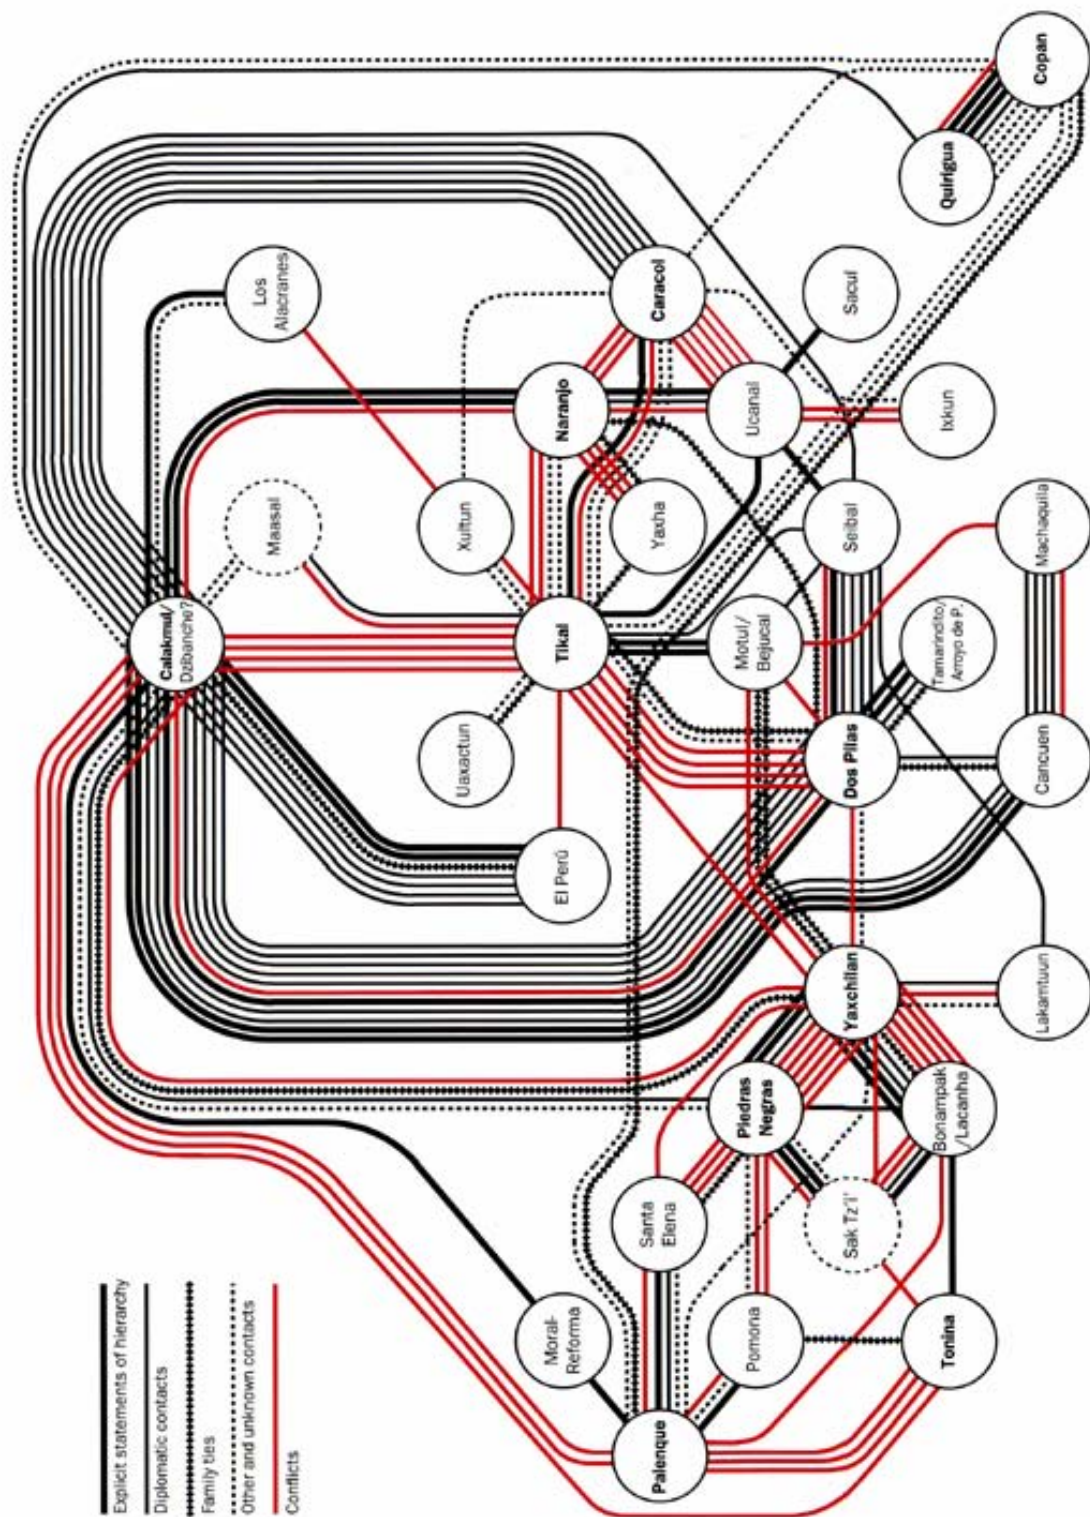 Explicit statements of hierarchy
Diplomatic contacts
Family ties
Other and unknown contacts
Conflicts
Calakmul/
Dzibanche?
Maasal
Los
Alacranes
Uaxactun
Xultun
Moral-
Reforma
El Perú
Tikal
Naranjo
Palenque
Santa
Elena
Yaxha
Caracol
Pomona
Piedras
Negras
Motul/
Bejucal
Ucanal
Sak Tz'i'
Yaxchilan
Dos Pilas
Seibal
Sacul
Tonina
Bonampak
/Lacanha
Tamarindito/
Arroyo de P.
Ixkun
Quirigua
Lakamtuun
Cancuen
Machaquila
Copan